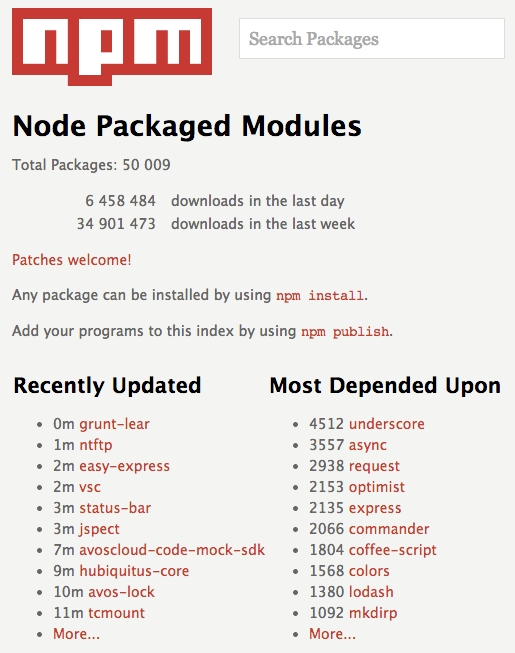 npm
Search Packages
Node Packaged Modules
Total Packages: 50 009
6 458 484 downloads in the last day
34 901 473 downloads in the last week
Patches welcome!
Any package can be installed by using npm install.
Add your programs to this index by using npm publish.
Recently Updated
0m grunt-lear
1m ntftp
2m easy-express
2m vsc
3m status-bar
3m jspect
7m avoscloud-code-mock-sdk
9m hubiquitus-core
10m avos-lock
11m tcmount
More...
Most Depended Upon
4512 underscore
3557 async
2938 request
2153 optimist
2135 express
2066 commander
1804 coffee-script
1568 colors
1380 lodash
1092 mkdirp
More...